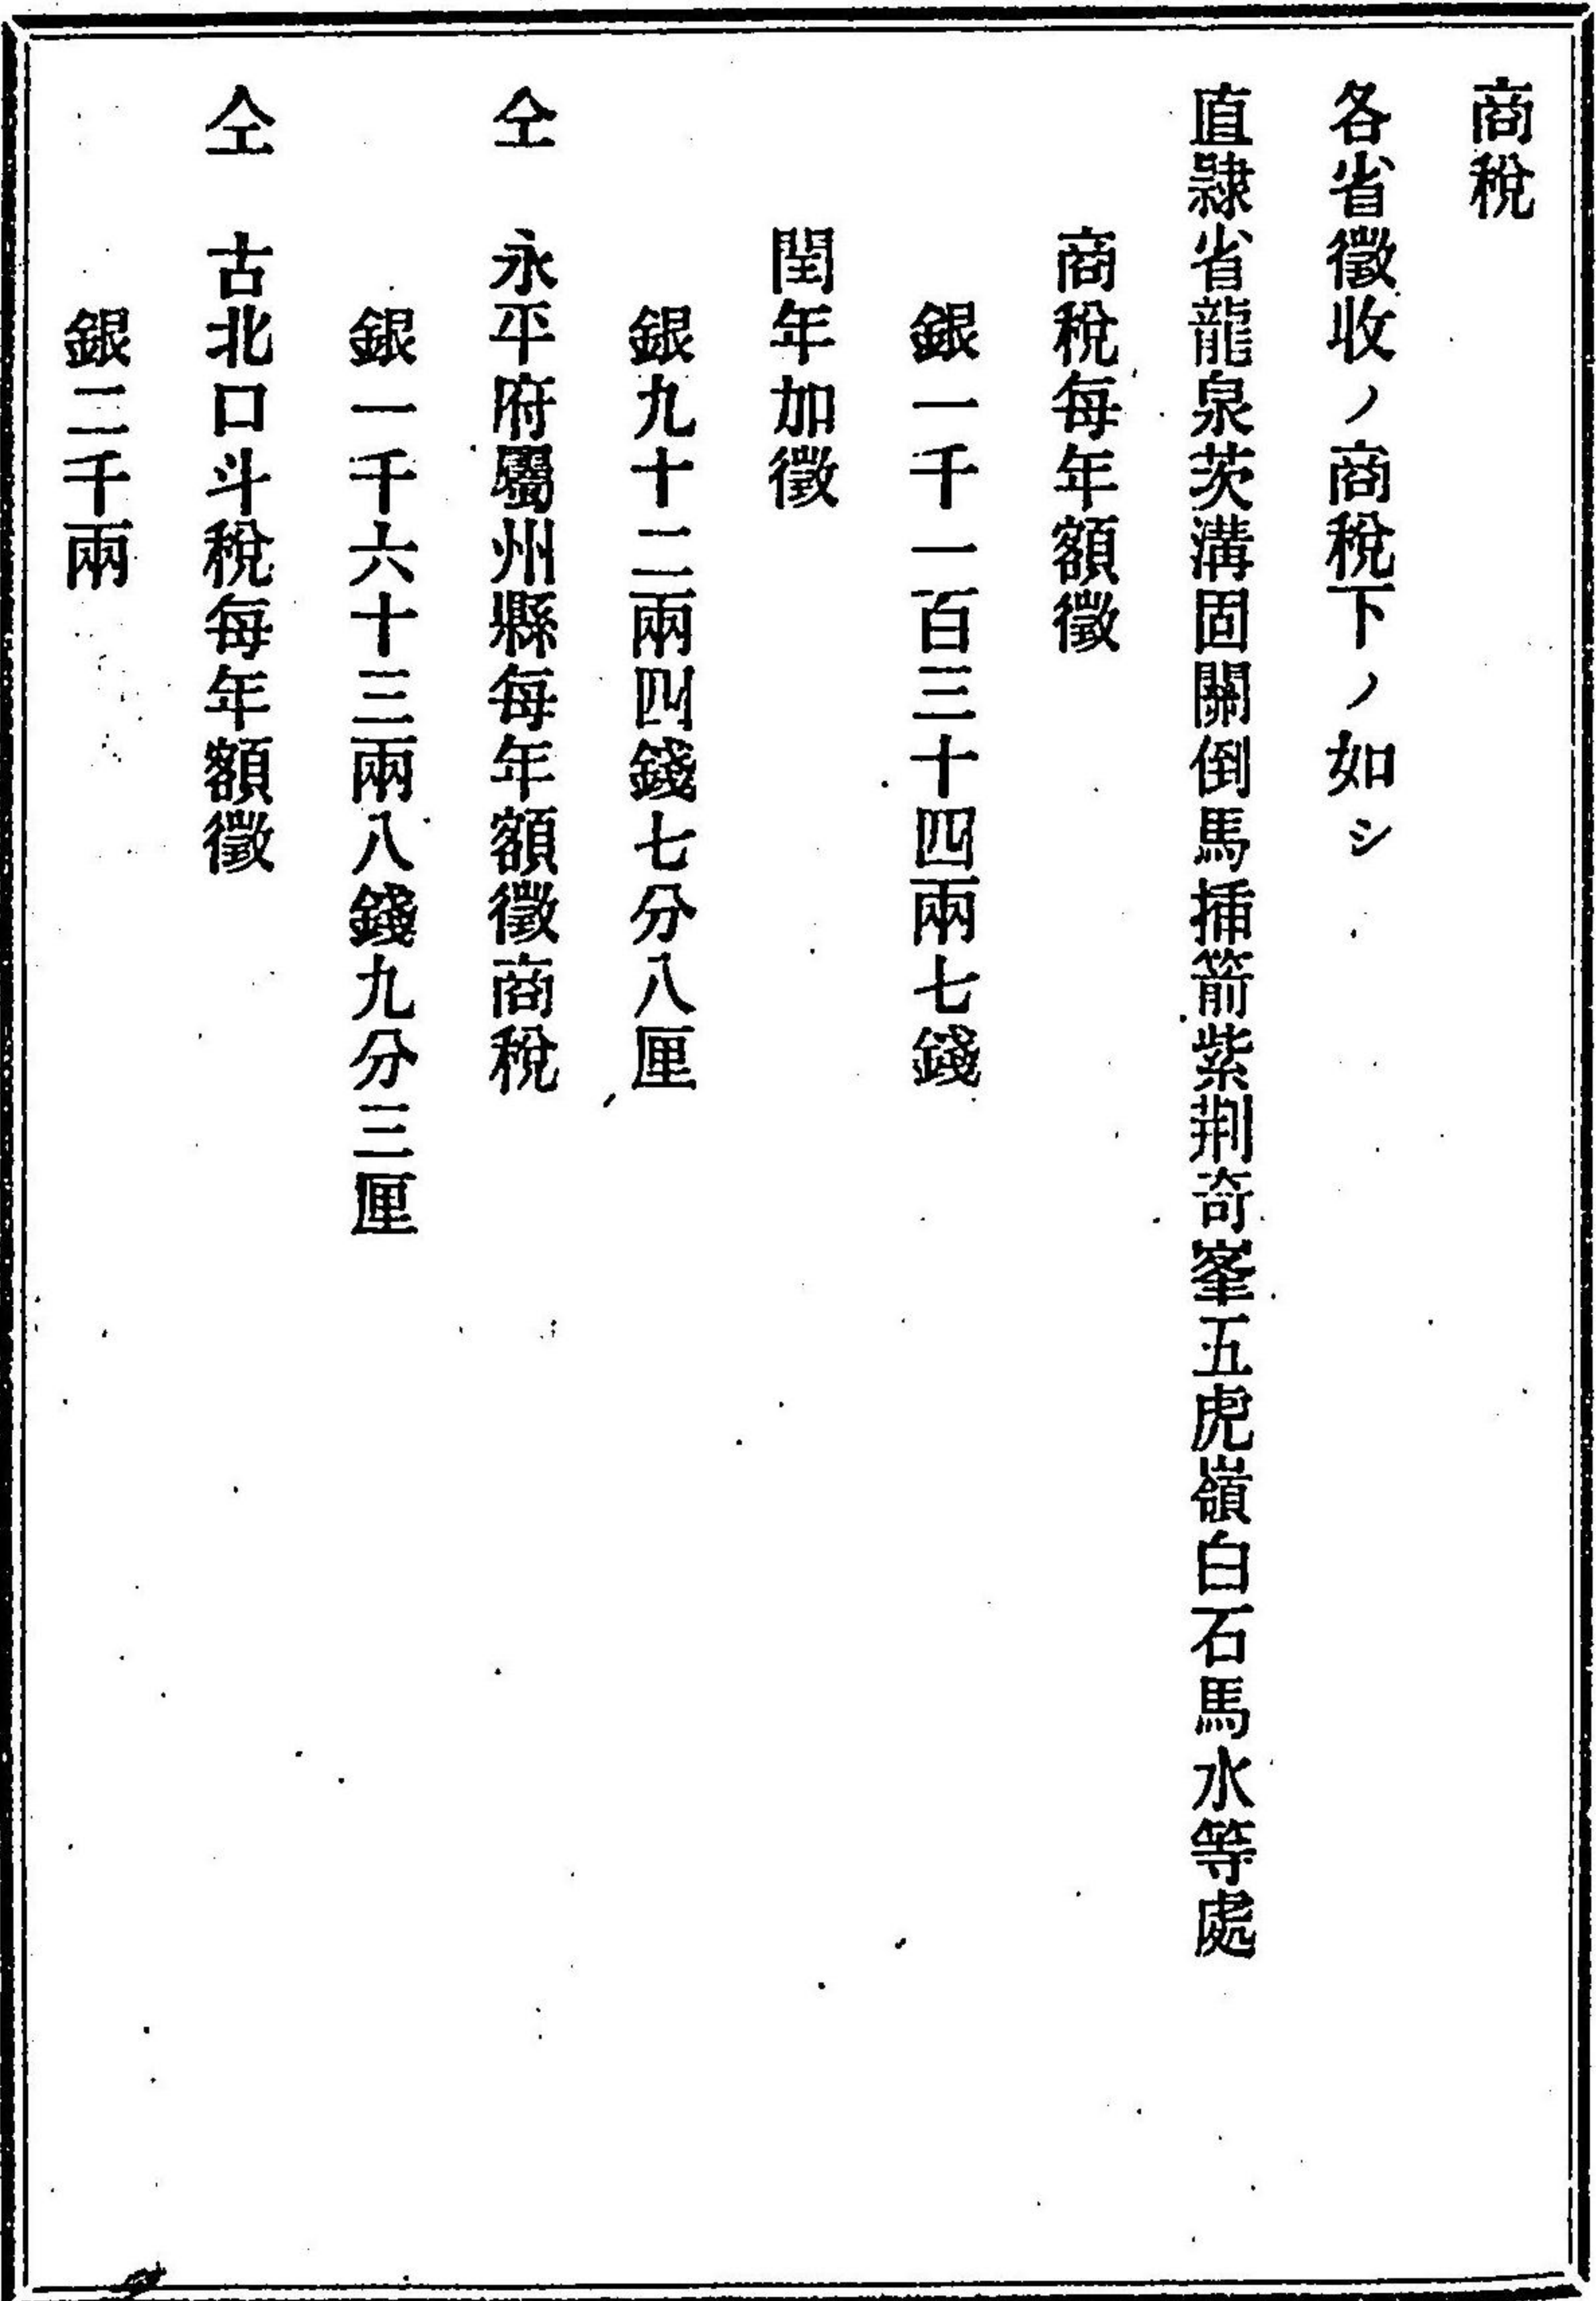 商稅
各省徵收ノ商稅下ノ如シ
直隷省龍泉茨溝固關倒馬揷箭紫荆奇峯五虎嶺白石馬水等處
商稅每年額徵
銀一千一百三十四兩七錢
閏年加徵
銀九十二兩四錢七分八厘
仝　永平府屬州縣每年額徵商稅
銀一千六十三兩八錢九分三厘
仝　古北口斗稅每年額徵
銀二千兩